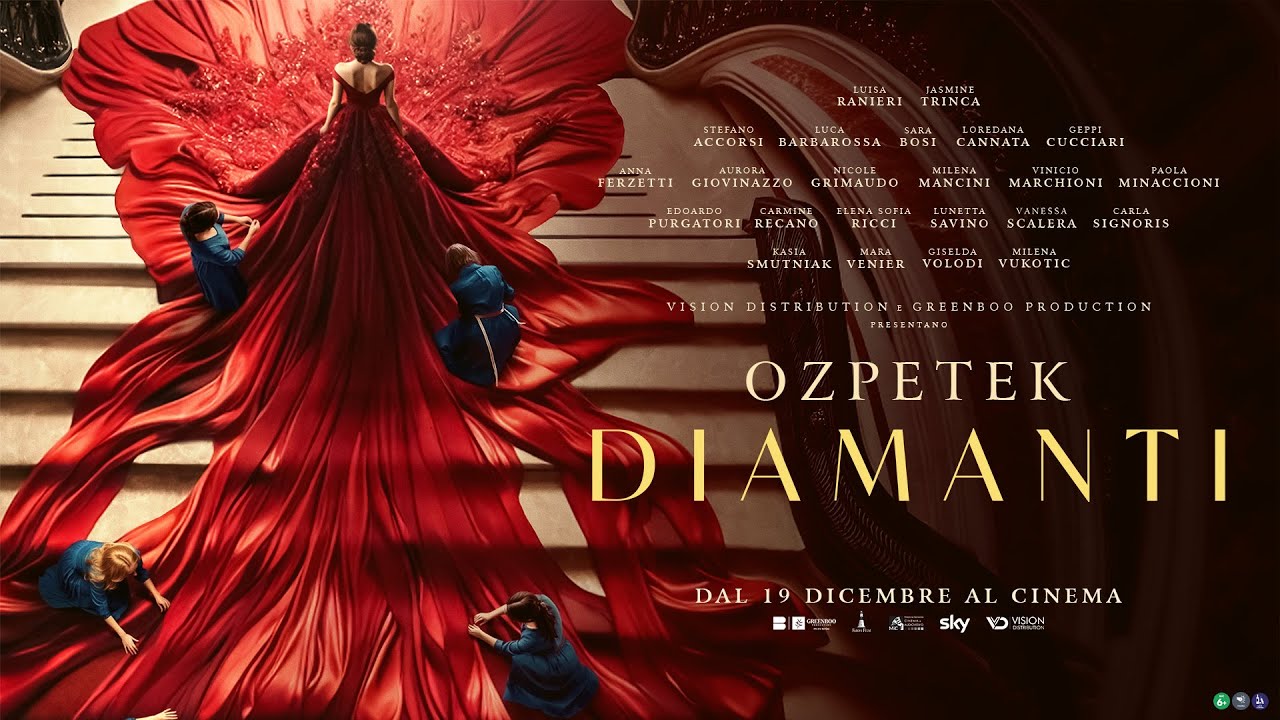 LUISA RANIERI JASMINE TRINCA
STEFANO ACCORSI LUCA BARBAROSSA SARA BOSI LOREDANA CANNATA GEPPI CUCCIARI
ANNA FERZETTI AURORA GIOVINAZZO NICOLE GRIMAUDO MILENA MANCINI VINICIO MARCHIONI PAOLA MINACCIONI
EDOARDO PURGATORI CARMINE RECANO ELENA SOFIA RICCI LUNETTA SAVINO VANESSA SCALERA CARLA SIGNORIS
KASIA SMUTNIAK MARA VENIER GISELDA VOLODI MILENA VUKOTIC
VISION DISTRIBUTION E GREENBOO PRODUCTION
PRESENTANO
OZPETEK
DIAMANTI
DAL 19 DICEMBRE AL CINEMA
GREENBOO sky VISION DISTRIBUTION
6+